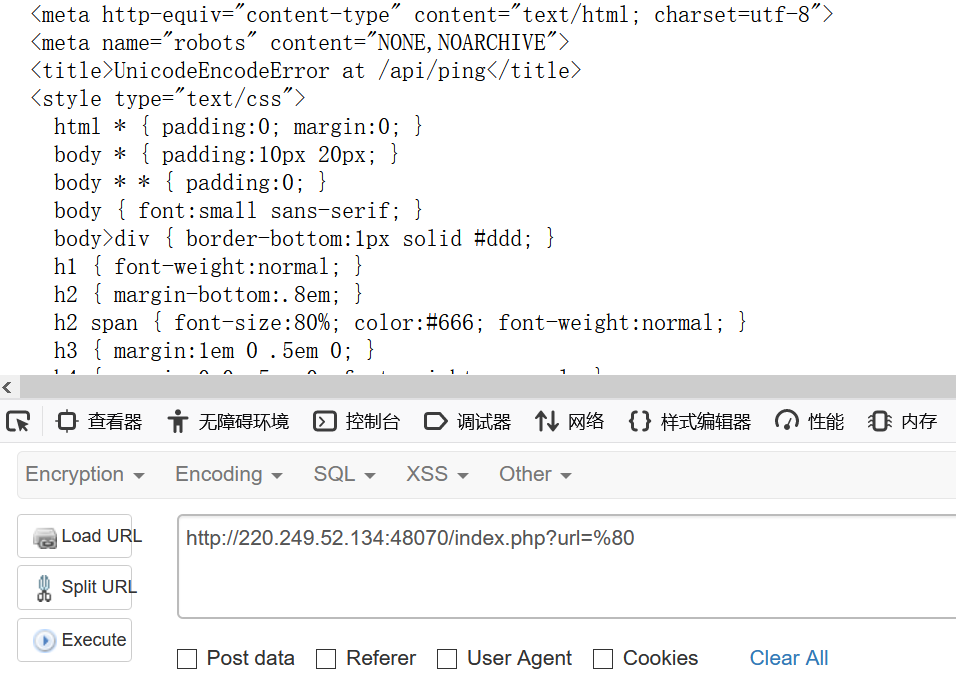 <meta http-equiv="content-type" content="text/html; charset=utf-8">
<meta name="robots" content="NONE,NOARCHIVE">
<title>UnicodeEncodeError at /api/ping</title>
<style type="text/css">
html * { padding:0; margin:0; }
body * { padding:10px 20px; }
body * * { padding:0; }
body { font:small sans-serif; }
body>div { border-bottom:1px solid #ddd; }
h1 { font-weight:normal; }
h2 { margin-bottom:.8em; }
h2 span { font-size:80%; color:#666; font-weight:normal; }
h3 { margin:1em 0 .5em 0; }
查看器 无障碍环境 控制台 调试器 网络 {} 样式编辑器 性能 内存
Encryption Encoding SQL XSS Other
Load URL
http://220.249.52.134:48070/index.php?url=%80
Split URL
Execute
Post data Referer User Agent Cookies Clear All